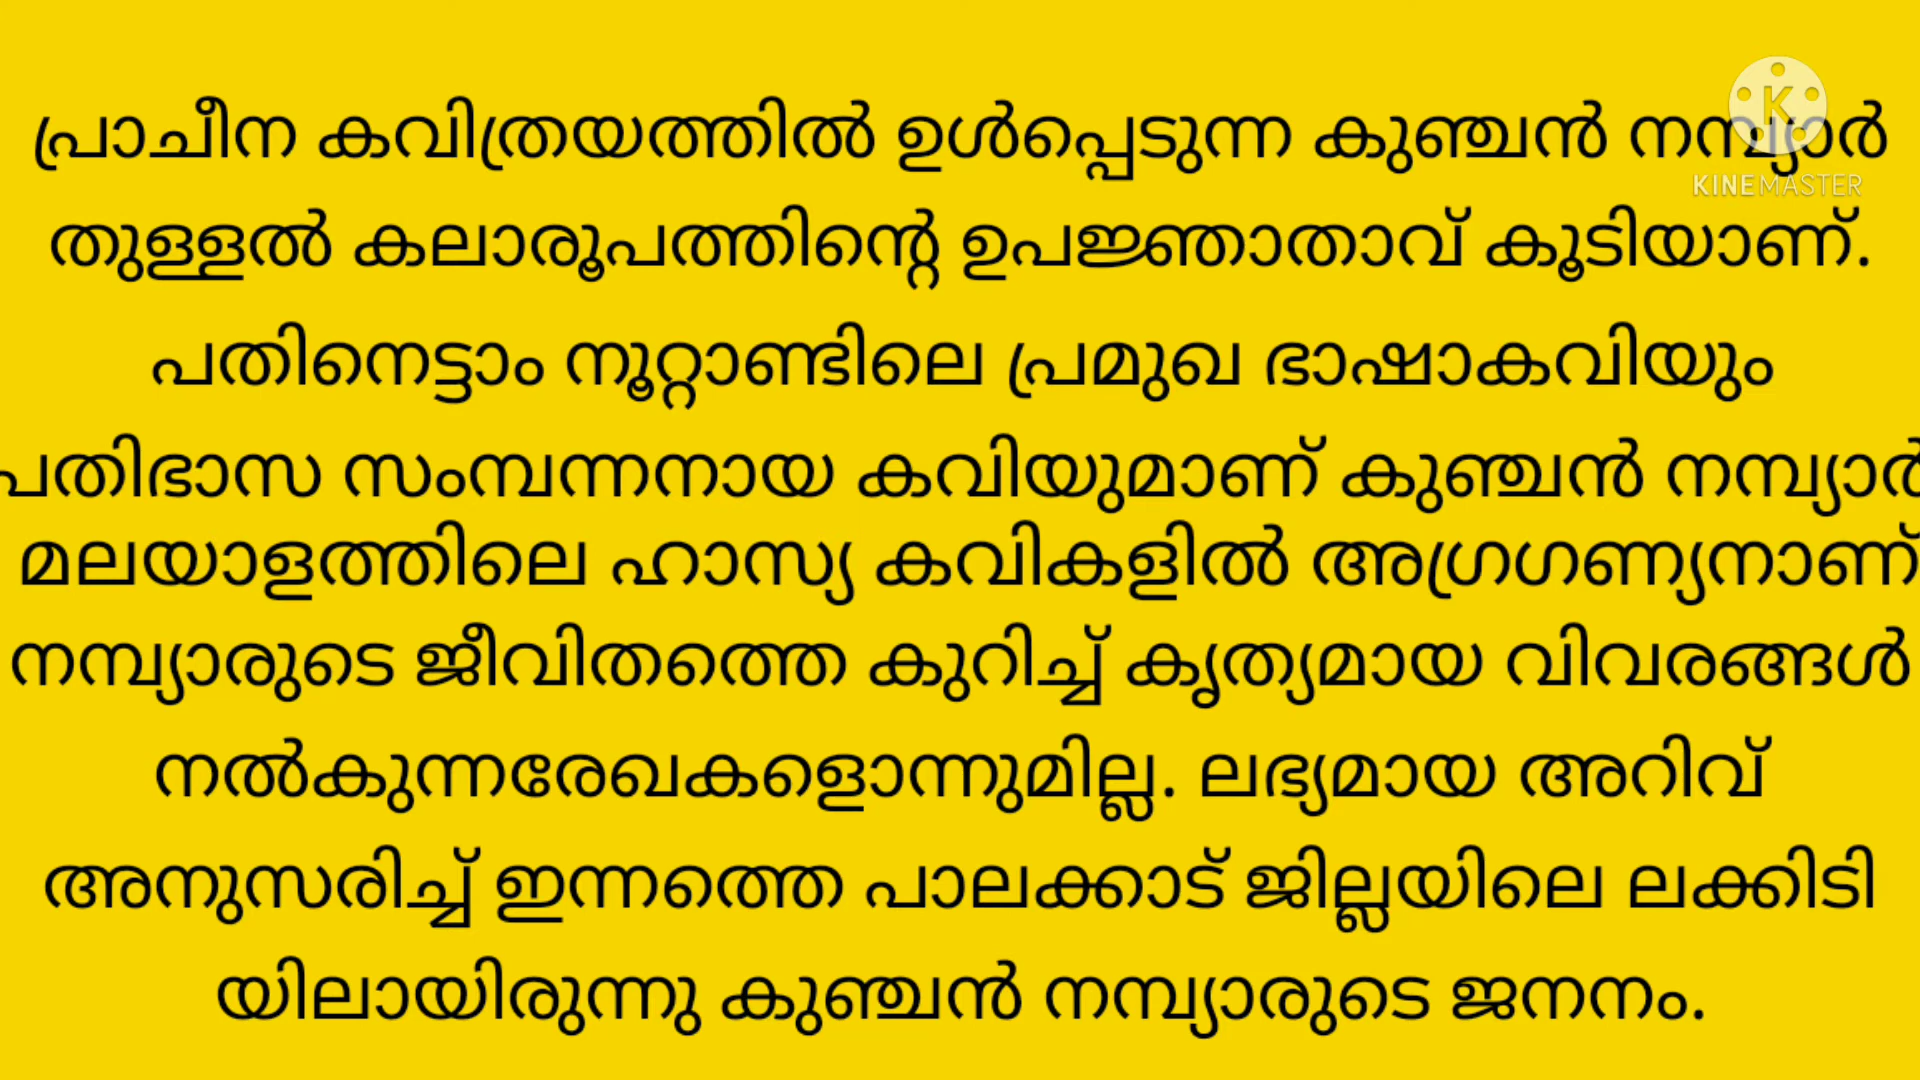 പ്രാചീന കവിത്രയത്തിൽ ഉൾപ്പെടുന്ന കുഞ്ചൻ നമ്പ്യാർ
തുള്ളൽ കലാരൂപത്തിന്റെ ഉപജ്ഞാതാവ് കൂടിയാണ്.
പതിനെട്ടാം നൂറ്റാണ്ടിലെ പ്രമുഖ ഭാഷാകവിയും
പതിഭാസ സംമ്പന്നനായ കവിയുമാണ് കുഞ്ചൻ നമ്പ്യാർ
മലയാളത്തിലെ ഹാസ്യ കവികളിൽ അഗ്രഗണ്യനാണ്
നമ്പ്യാരുടെ ജീവിതത്തെ കുറിച്ച് കൃത്യമായ വിവരങ്ങൾ
നൽകുന്നരേഖകളൊന്നുമില്ല. ലഭ്യമായ അറിവ്
അനുസരിച്ച് ഇന്നത്തെ പാലക്കാട് ജില്ലയിലെ ലക്കിടി
യിലായിരുന്നു കുഞ്ചൻ നമ്പ്യാരുടെ ജനനം.
K
KINEMASTER